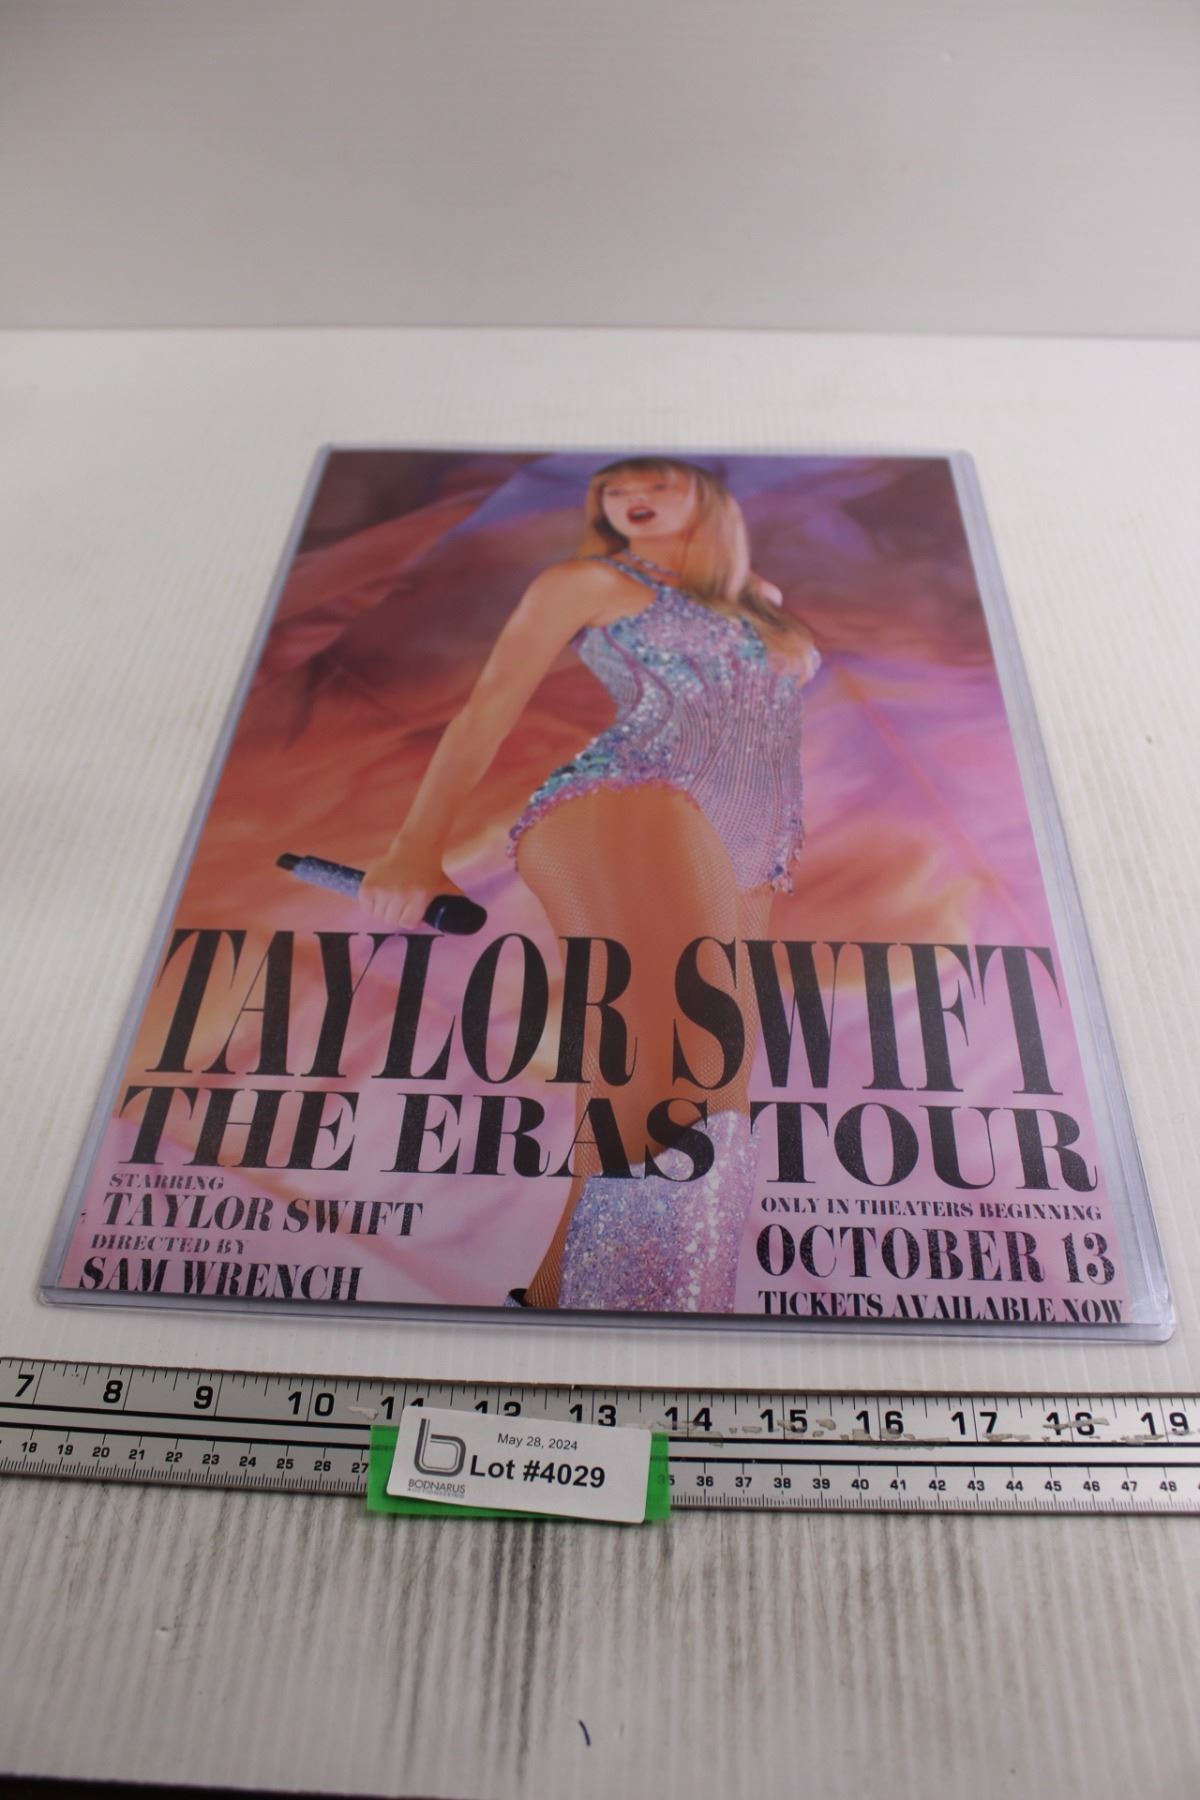 TAYLOR SWIFT
THE ERAS TOUR
STARRING
TAYLOR SWIFT
DIRECTED BY
SAM WRENCH
ONLY IN THEATERS BEGINNING
OCTOBER 13
TICKETS AVAILABLE NOW
7 8 9 10 11 12 13 14 15 16 17 18 19
18 19 20 21 22 23 24 25 26 27 35 36 37 38 39 40 41 42 43 44 45 46 47 48
May 28, 2024
Lot #4029
BODNARUS
AUCTIONEERING